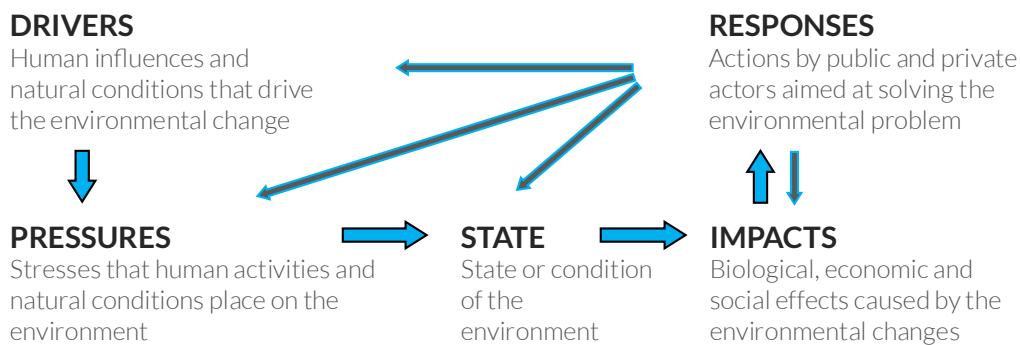 DRIVERS
Human influences and
natural conditions that drive
the environmental change
RESPONSES
Actions by public and private
actors aimed at solving the
environmental problem
PRESSURES
Stresses that human activities and
natural conditions place on the
environment
STATE
State or condition
of the
environment
IMPACTS
Biological, economic and
social effects caused by the
environmental changes